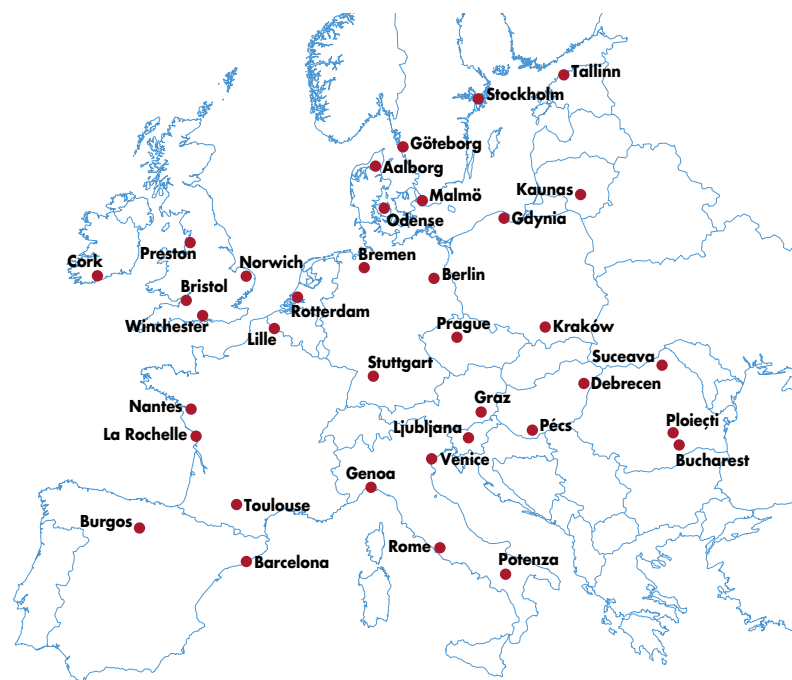 Tallinn
Stockholm
Göteborg
Aalborg
Malmö
Kaunas
Odense
Gdynia
Preston
Cork
Norwich
Bremen
Berlin
Bristol
Rotterdam
Winchester
Lille
Prague
Kraków
Suceava
Stuttgart
Debrecen
Graz
Nantes
Ljubljana
Pécs
La Rochelle
Ploiești
Bucharest
Venice
Genoa
Toulouse
Burgos
Rome
Barcelona
Potenza